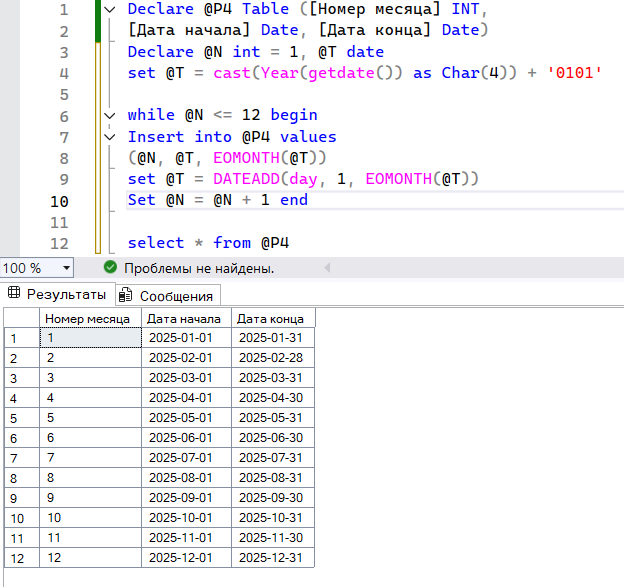 1 Declare @P4 Table ([Номер месяца] INT,
2 [Дата начала] Date, [Дата конца] Date)
3 Declare @N int = 1, @T date
4 set @T = cast(Year(getdate()) as Char(4)) + '0101'
5
6 while @N <= 12 begin
7 Insert into @P4 values
8 (@N, @T, EOMONTH(@T))
9 set @T = DATEADD(day, 1, EOMONTH(@T))
10 Set @N = @N + 1 end
11
12 select * from @P4
100 % Проблемы не найдены.
Результаты Сообщения
Номер месяца Дата начала Дата конца
1 1 2025-01-01 2025-01-31
2 2 2025-02-01 2025-02-28
3 3 2025-03-01 2025-03-31
4 4 2025-04-01 2025-04-30
5 5 2025-05-01 2025-05-31
6 6 2025-06-01 2025-06-30
7 7 2025-07-01 2025-07-31
8 8 2025-08-01 2025-08-31
9 9 2025-09-01 2025-09-30
10 10 2025-10-01 2025-10-31
11 11 2025-11-01 2025-11-30
12 12 2025-12-01 2025-12-31